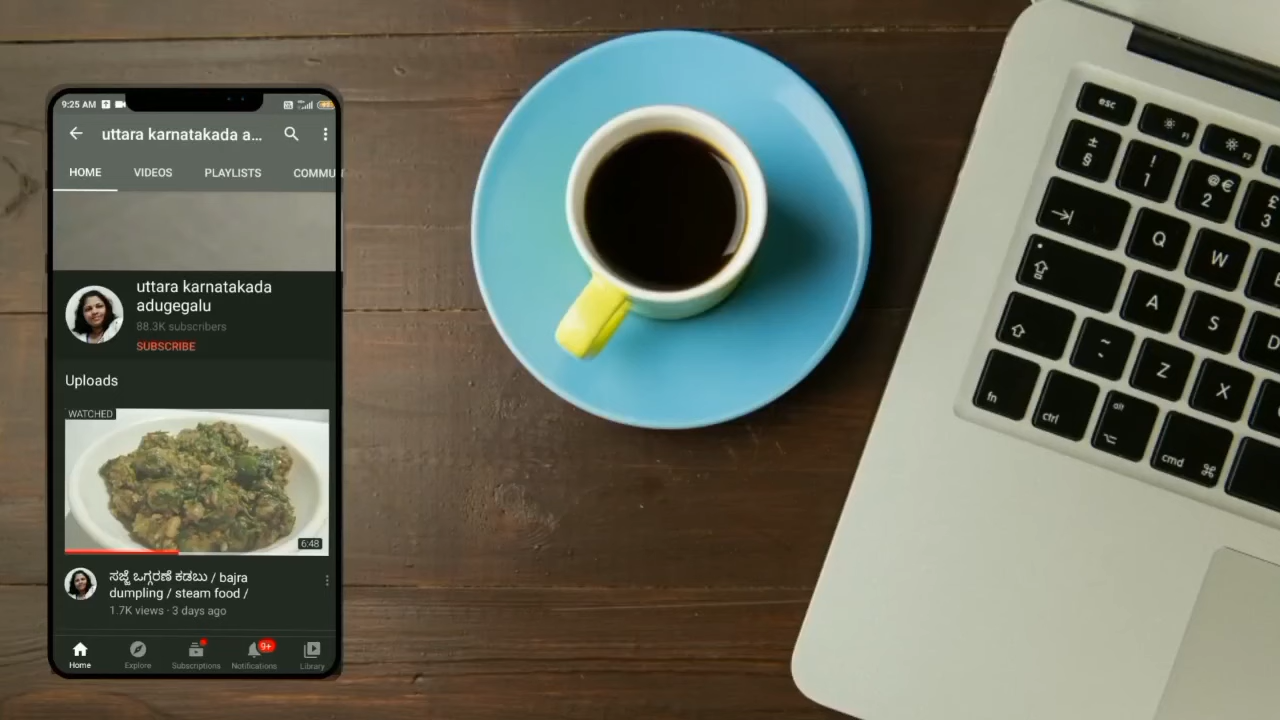 9:25 AM
uttara karnatakada a...
HOME VIDEOS PLAYLISTS COMMU
uttara karnatakada
adugegalu
88.3K subscribers
SUBSCRIBE
Uploads
WATCHED
6:48
ಸಜ್ಜೆ ಒಗ್ಗರಣೆ ಕಡಬು / bajra
dumpling / steam food /
1.7K views · 3 days ago
9+
Home Explore Subscriptions Notifications Library
esc F1 F2
± § ! 1 @ € 2 £ 3
Q W E
A S D
~ Z X
fn ctrl alt cmd ⌘